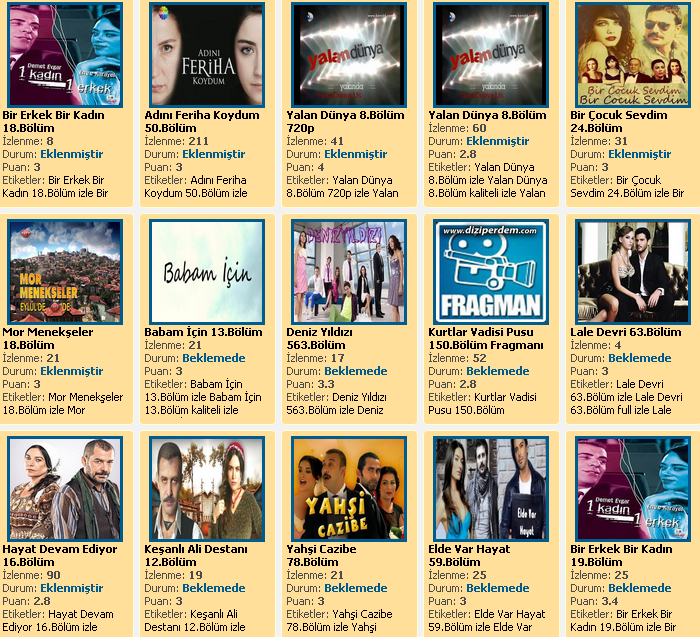 Demet Evgar
Emre Karayel
1 kadın
1 erkek
Bir Erkek Bir Kadın
18.Bölüm
İzlenme: 8
Durum: Eklenmiştir
Puan: 3
Etiketler: Bir Erkek Bir
Kadın 18.Bölüm izle Bir
ADINI
FERİHA
KOYDUM
Adını Feriha Koydum
50.Bölüm
İzlenme: 211
Durum: Eklenmiştir
Puan: 3
Etiketler: Adını Feriha
Koydum 50.Bölüm izle
yalan dünya
yakında
Yalan Dünya 8.Bölüm
720p
İzlenme: 41
Durum: Eklenmiştir
Puan: 4
Etiketler: Yalan Dünya
8.Bölüm 720p izle Yalan
yalan dünya
yakında
Yalan Dünya 8.Bölüm
İzlenme: 60
Durum: Eklenmiştir
Puan: 2.8
Etiketler: Yalan Dünya
8.Bölüm izle Yalan Dünya
8.Bölüm kaliteli izle Yalan
Bir Çocuk Sevdim
Bir Çocuk Sevdim
Bir Çocuk Sevdim
24.Bölüm
İzlenme: 31
Durum: Eklenmiştir
Puan: 3
Etiketler: Bir Çocuk
Sevdim 24.Bölüm izle Bir
MOR
MENEKŞELER
EYLÜL'DE
Mor Menekşeler
18.Bölüm
İzlenme: 21
Durum: Eklenmiştir
Puan: 3
Etiketler: Mor Menekşeler
18.Bölüm izle Mor
Babam İçin
Babam İçin 13.Bölüm
İzlenme: 21
Durum: Beklemede
Puan: 3
Etiketler: Babam İçin
13.Bölüm izle Babam İçin
13.Bölüm kaliteli izle
DENİZ YILDIZI
Deniz Yıldızı
563.Bölüm
İzlenme: 17
Durum: Beklemede
Puan: 3.3
Etiketler: Deniz Yıldızı
563.Bölüm izle Deniz
www.diziperdem.com
FRAGMAN
Kurtlar Vadisi Pusu
150.Bölüm Fragmanı
İzlenme: 52
Durum: Beklemede
Puan: 2.8
Etiketler: Kurtlar Vadisi
Pusu 150.Bölüm
Lale Devri 63.Bölüm
İzlenme: 4
Durum: Beklemede
Puan: 3
Etiketler: Lale Devri
63.Bölüm izle Lale Devri
63.Bölüm full izle Lale
Hayat Devam Ediyor
16.Bölüm
İzlenme: 90
Durum: Eklenmiştir
Puan: 2.8
Etiketler: Hayat Devam
Ediyor 16.Bölüm izle
Keşanlı Ali Destanı
12.Bölüm
İzlenme: 19
Durum: Beklemede
Puan: 3
Etiketler: Keşanlı Ali
Destanı 12.Bölüm izle
YAHŞİ
CAZİBE
Yahşi Cazibe
78.Bölüm
İzlenme: 21
Durum: Beklemede
Puan: 3
Etiketler: Yahşi Cazibe
78.Bölüm izle Yahşi
Elde Var
Hayat
Elde Var Hayat
59.Bölüm
İzlenme: 25
Durum: Beklemede
Puan: 3
Etiketler: Elde Var Hayat
59.Bölüm izle Elde Var
Demet Evgar
Emre Karayel
1 kadın
1 erkek
Bir Erkek Bir Kadın
19.Bölüm
İzlenme: 25
Durum: Beklemede
Puan: 3.4
Etiketler: Bir Erkek Bir
Kadın 19.Bölüm izle Bir